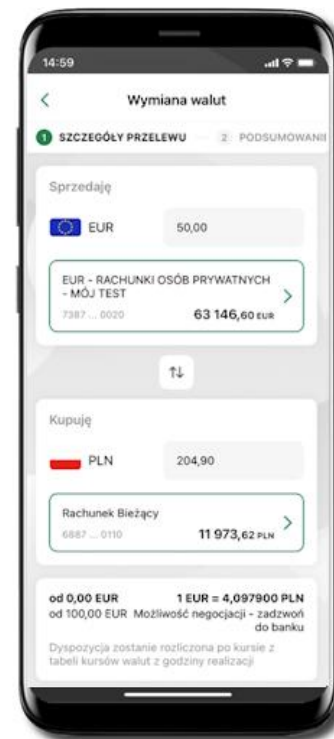 14:59
Wymiana walut
1 SZCZEGÓŁY PRZELEWU 2 PODSUMOWANIE
Sprzedaję
EUR 50,00
EUR - RACHUNKI OSÓB PRYWATNYCH
- MÓJ TEST
7387 ... 0020 63 146,60 EUR
Kupuję
PLN 204,90
Rachunek Bieżący
6887 ... 0110 11 973,62 PLN
od 0,00 EUR 1 EUR = 4,097900 PLN
od 100,00 EUR Możliwość negocjacji - zadzwoń
do banku
Dyspozycja zostanie rozliczona po kursie z
tabeli kursów walut z godziny realizacji